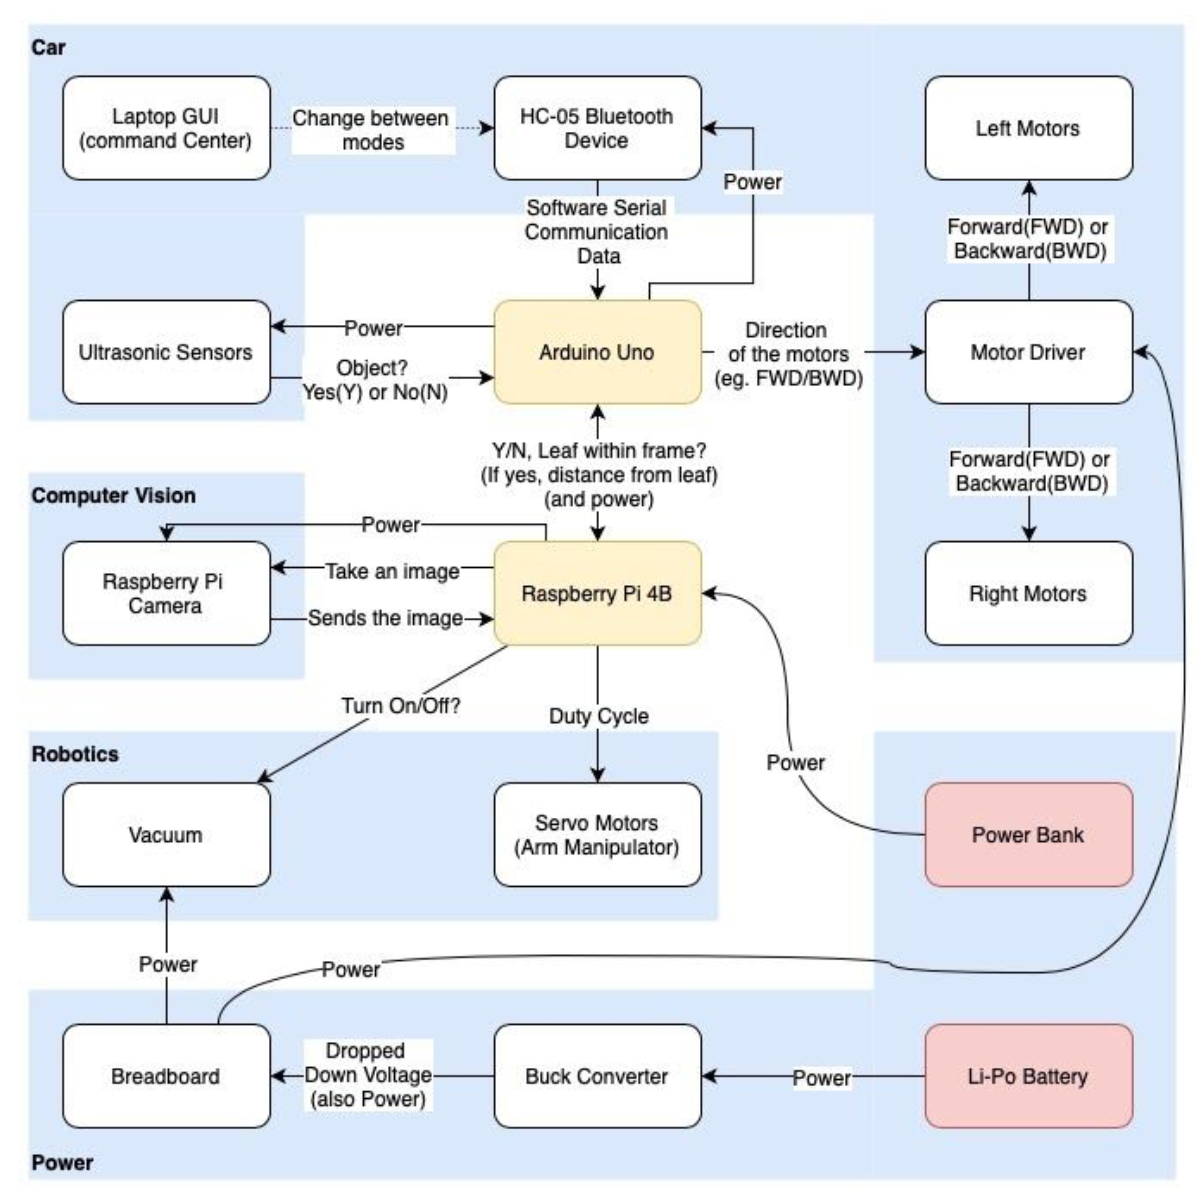 Car
Laptop GUI
(command Center)
Change between
modes
HC-05 Bluetooth
Device
Left Motors
Power
Software Serial
Communication
Data
Forward(FWD) or
Backward(BWD)
Ultrasonic Sensors
Power
Object?
Yes(Y) or No(N)
Arduino Uno
Direction
of the motors
(eg. FWD/BWD)
Motor Driver
Y/N, Leaf within frame?
(If yes, distance from leaf)
(and power)
Forward(FWD) or
Backward(BWD)
Computer Vision
Power
Raspberry Pi
Camera
Take an image
Sends the image
Raspberry Pi 4B
Right Motors
Turn On/Off?
Duty Cycle
Power
Robotics
Vacuum
Servo Motors
(Arm Manipulator)
Power Bank
Power
Power
Breadboard
Dropped
Down Voltage
(also Power)
Buck Converter
Power
Li-Po Battery
Power